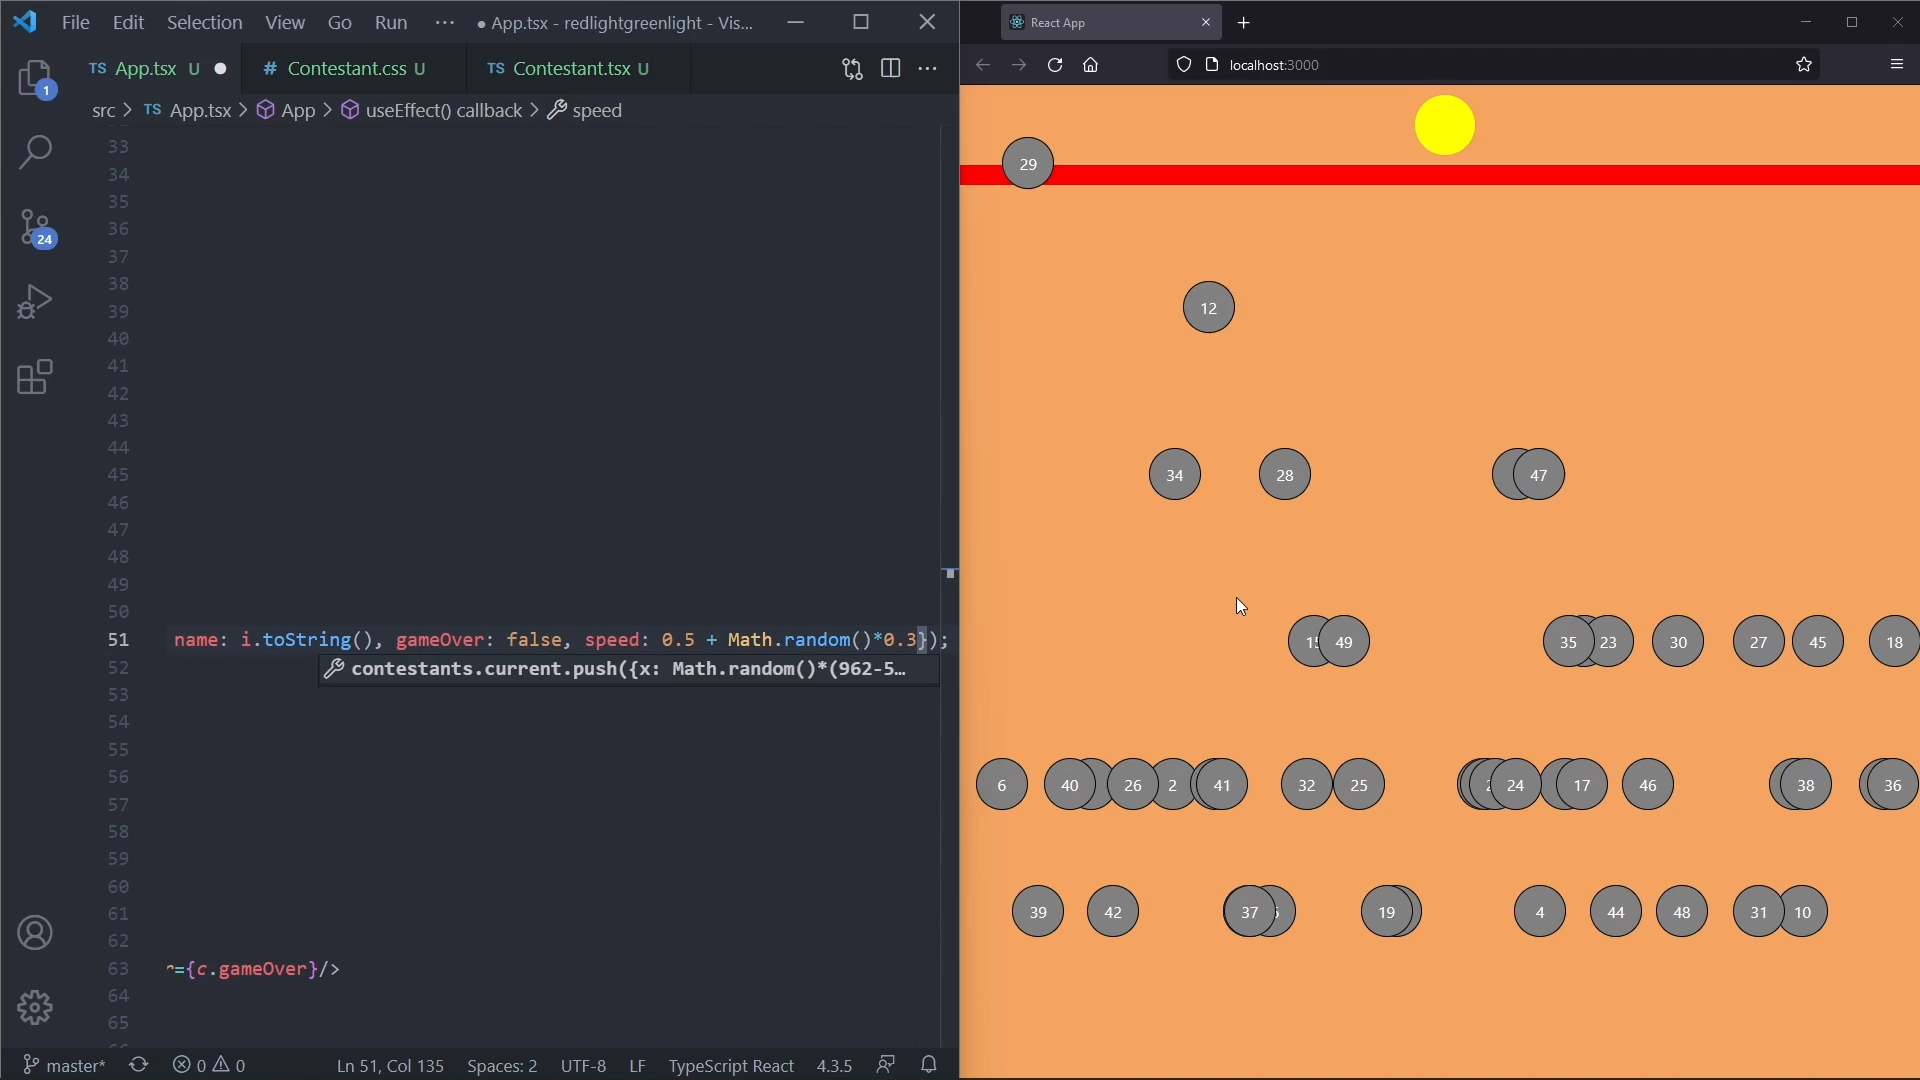 File Edit Selection View Go Run ··· ● App.tsx - redlightgreenlight - Vis...
TS App.tsx U ●
# Contestant.css U
TS Contestant.tsx U
src > TS App.tsx > App > useEffect() callback > speed
1
24
33
34
35
36
37
38
39
40
41
42
43
44
45
46
47
48
49
50
51 name: i.toString(), gameOver: false, speed: 0.5 + Math.random()*0.3});
contestants.current.push({x: Math.random()*(962-5…
52
53
54
55
56
57
58
59
60
61
62
63 ={c.gameOver}/>
64
65
master* 0 0 Ln 51, Col 135 Spaces: 2 UTF-8 LF TypeScript React 4.3.5
React App
localhost:3000
29
12
34 28 47
15 49 35 23 30 27 45 18
6 40 26 2 41 32 25 24 17 46 38 36
39 42 37 19 4 44 48 31 10